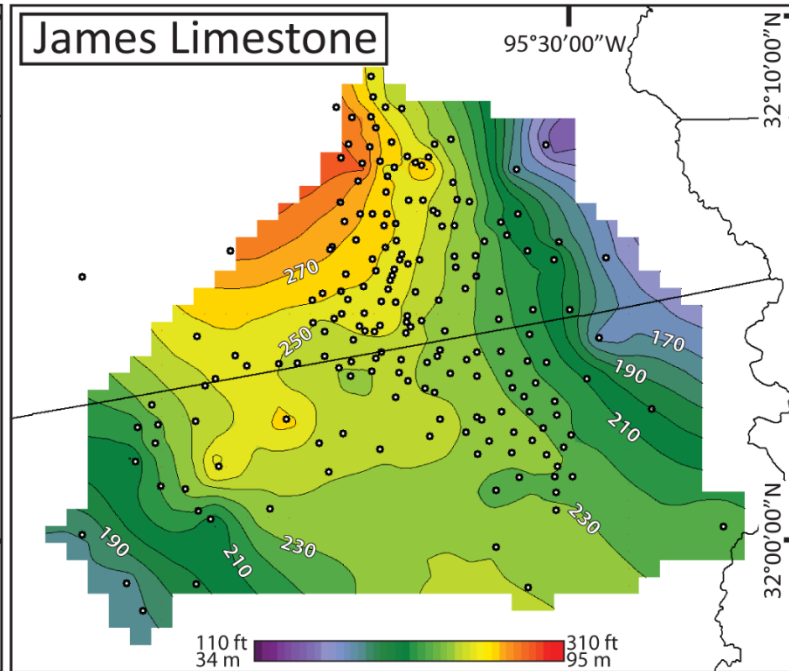 James Limestone
95°30'00"W
32°10'00"N
270
250
170
190
210
230
190
210
230
32°00'00"N
110 ft
34 m
310 ft
95 m